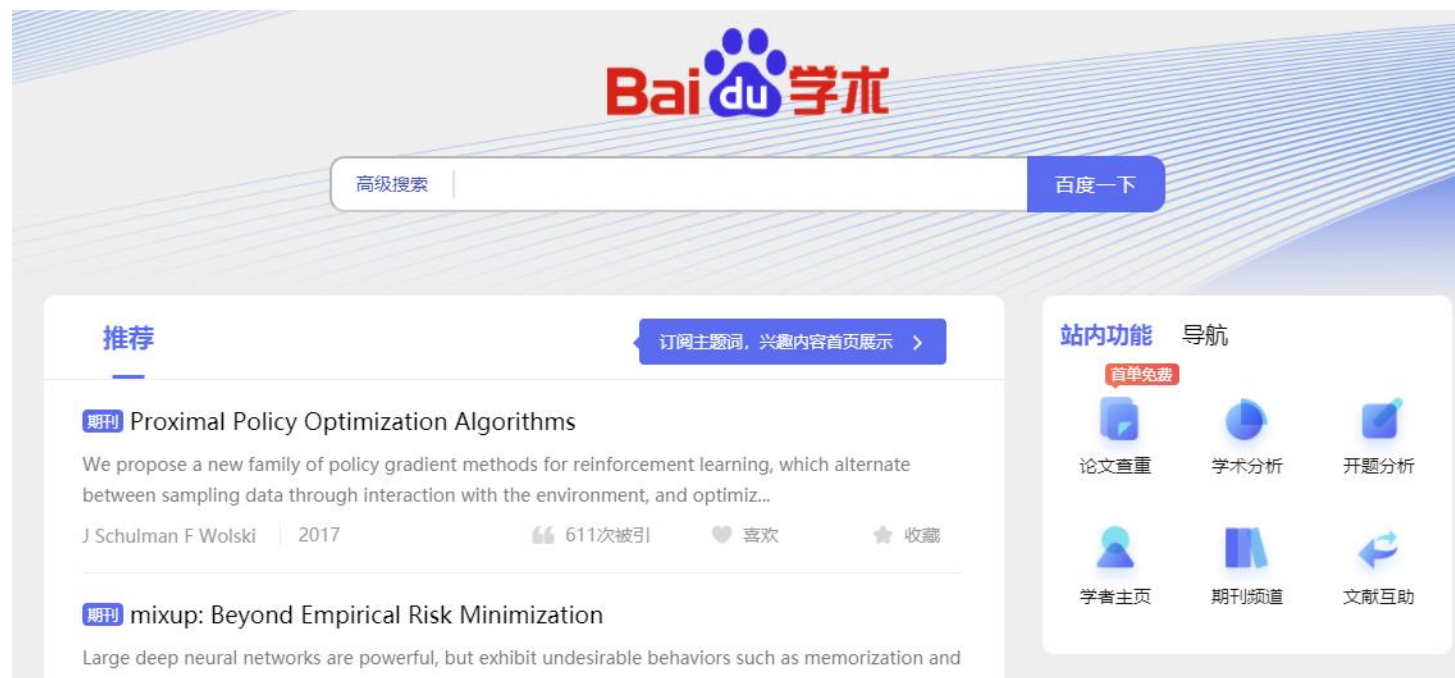 Bai du 学术
高级搜索 百度一下
推荐
订阅主题词，兴趣内容首页展示
期刊 Proximal Policy Optimization Algorithms
We propose a new family of policy gradient methods for reinforcement learning, which alternate
between sampling data through interaction with the environment, and optimiz...
J Schulman F Wolski 2017 611次被引 喜欢 收藏
期刊 mixup: Beyond Empirical Risk Minimization
Large deep neural networks are powerful, but exhibit undesirable behaviors such as memorization and
站内功能 导航
首单免费
论文查重 学术分析 开题分析
学者主页 期刊频道 文献互助